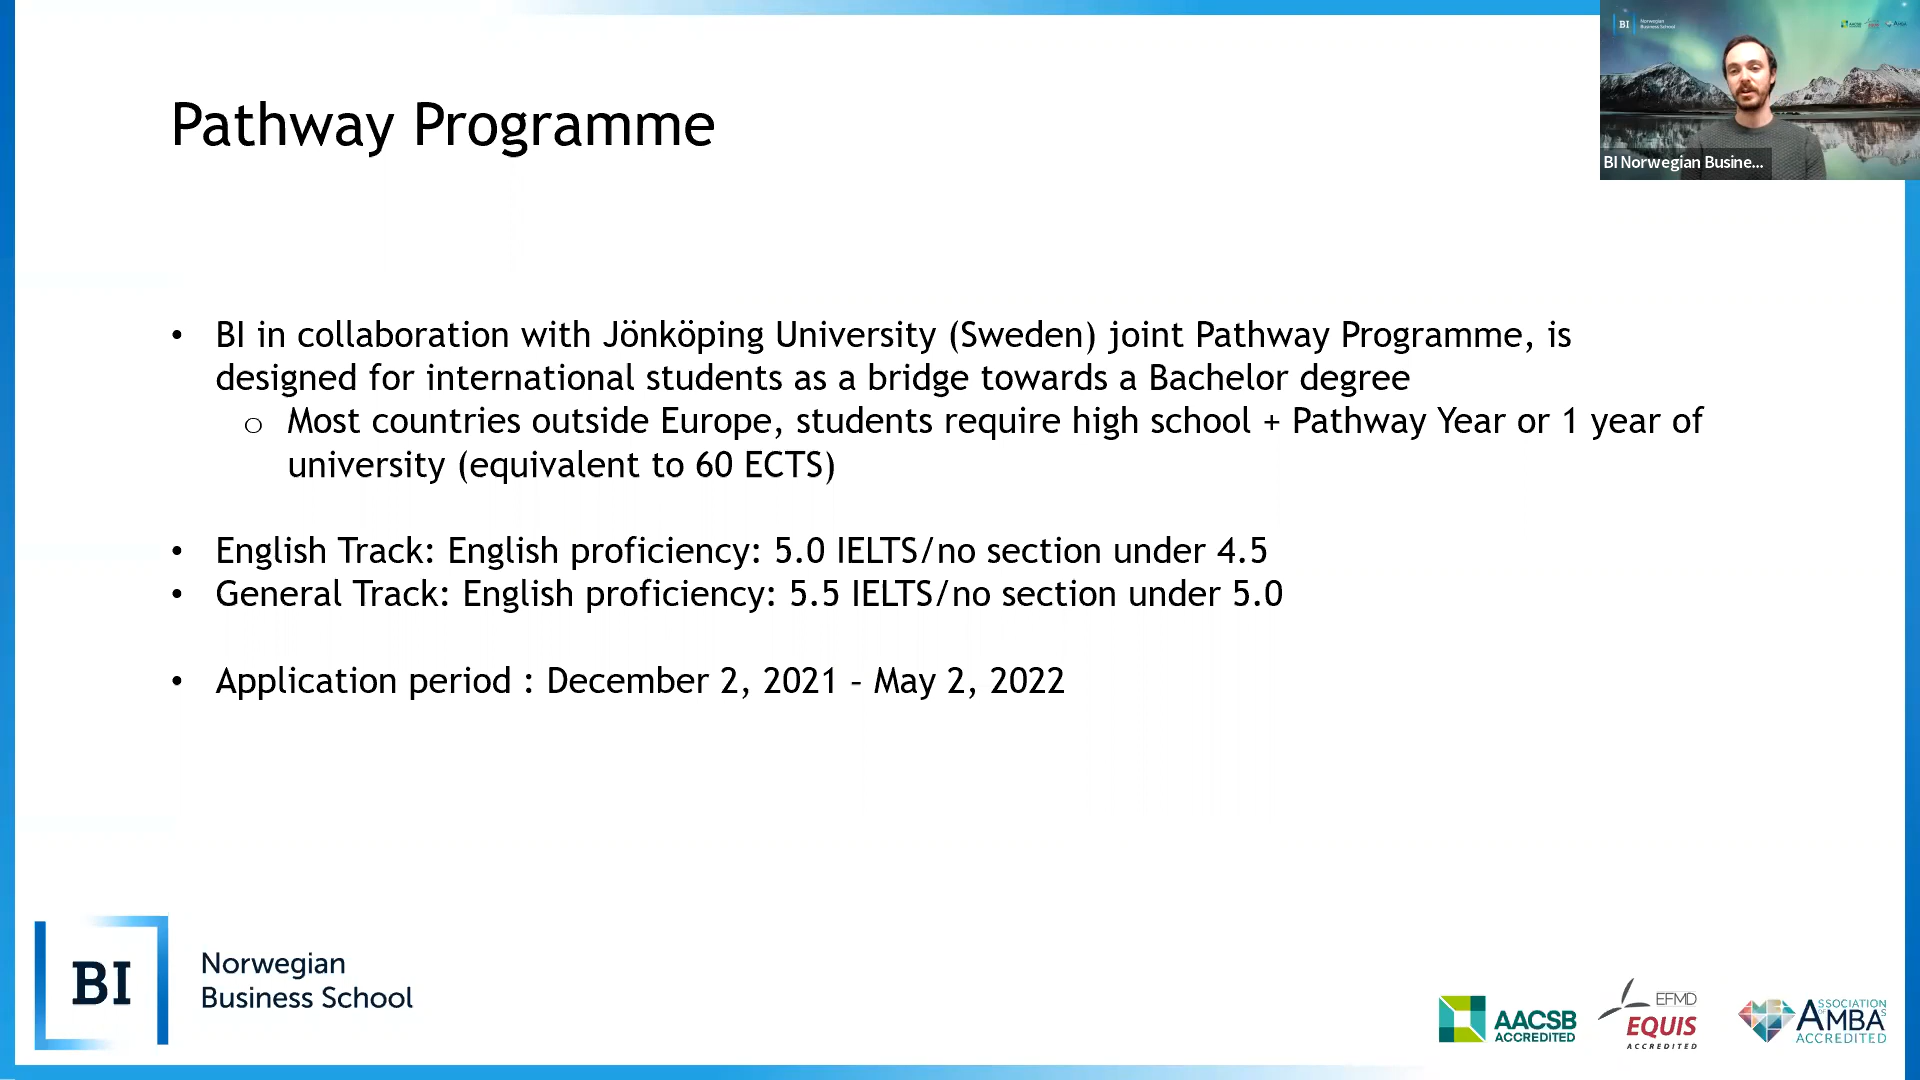 Pathway Programme
BI Norwegian Busine...
• BI in collaboration with Jönköping University (Sweden) joint Pathway Programme, is
designed for international students as a bridge towards a Bachelor degree
o Most countries outside Europe, students require high school + Pathway Year or 1 year of
university (equivalent to 60 ECTS)
• English Track: English proficiency: 5.0 IELTS/no section under 4.5
• General Track: English proficiency: 5.5 IELTS/no section under 5.0
• Application period : December 2, 2021 – May 2, 2022
BI
Norwegian
Business School
AACSB
ACCREDITED
EFMD
EQUIS
ACCREDITED
ASSOCIATION
AMBA
ACCREDITED
BI
Norwegian
Business School